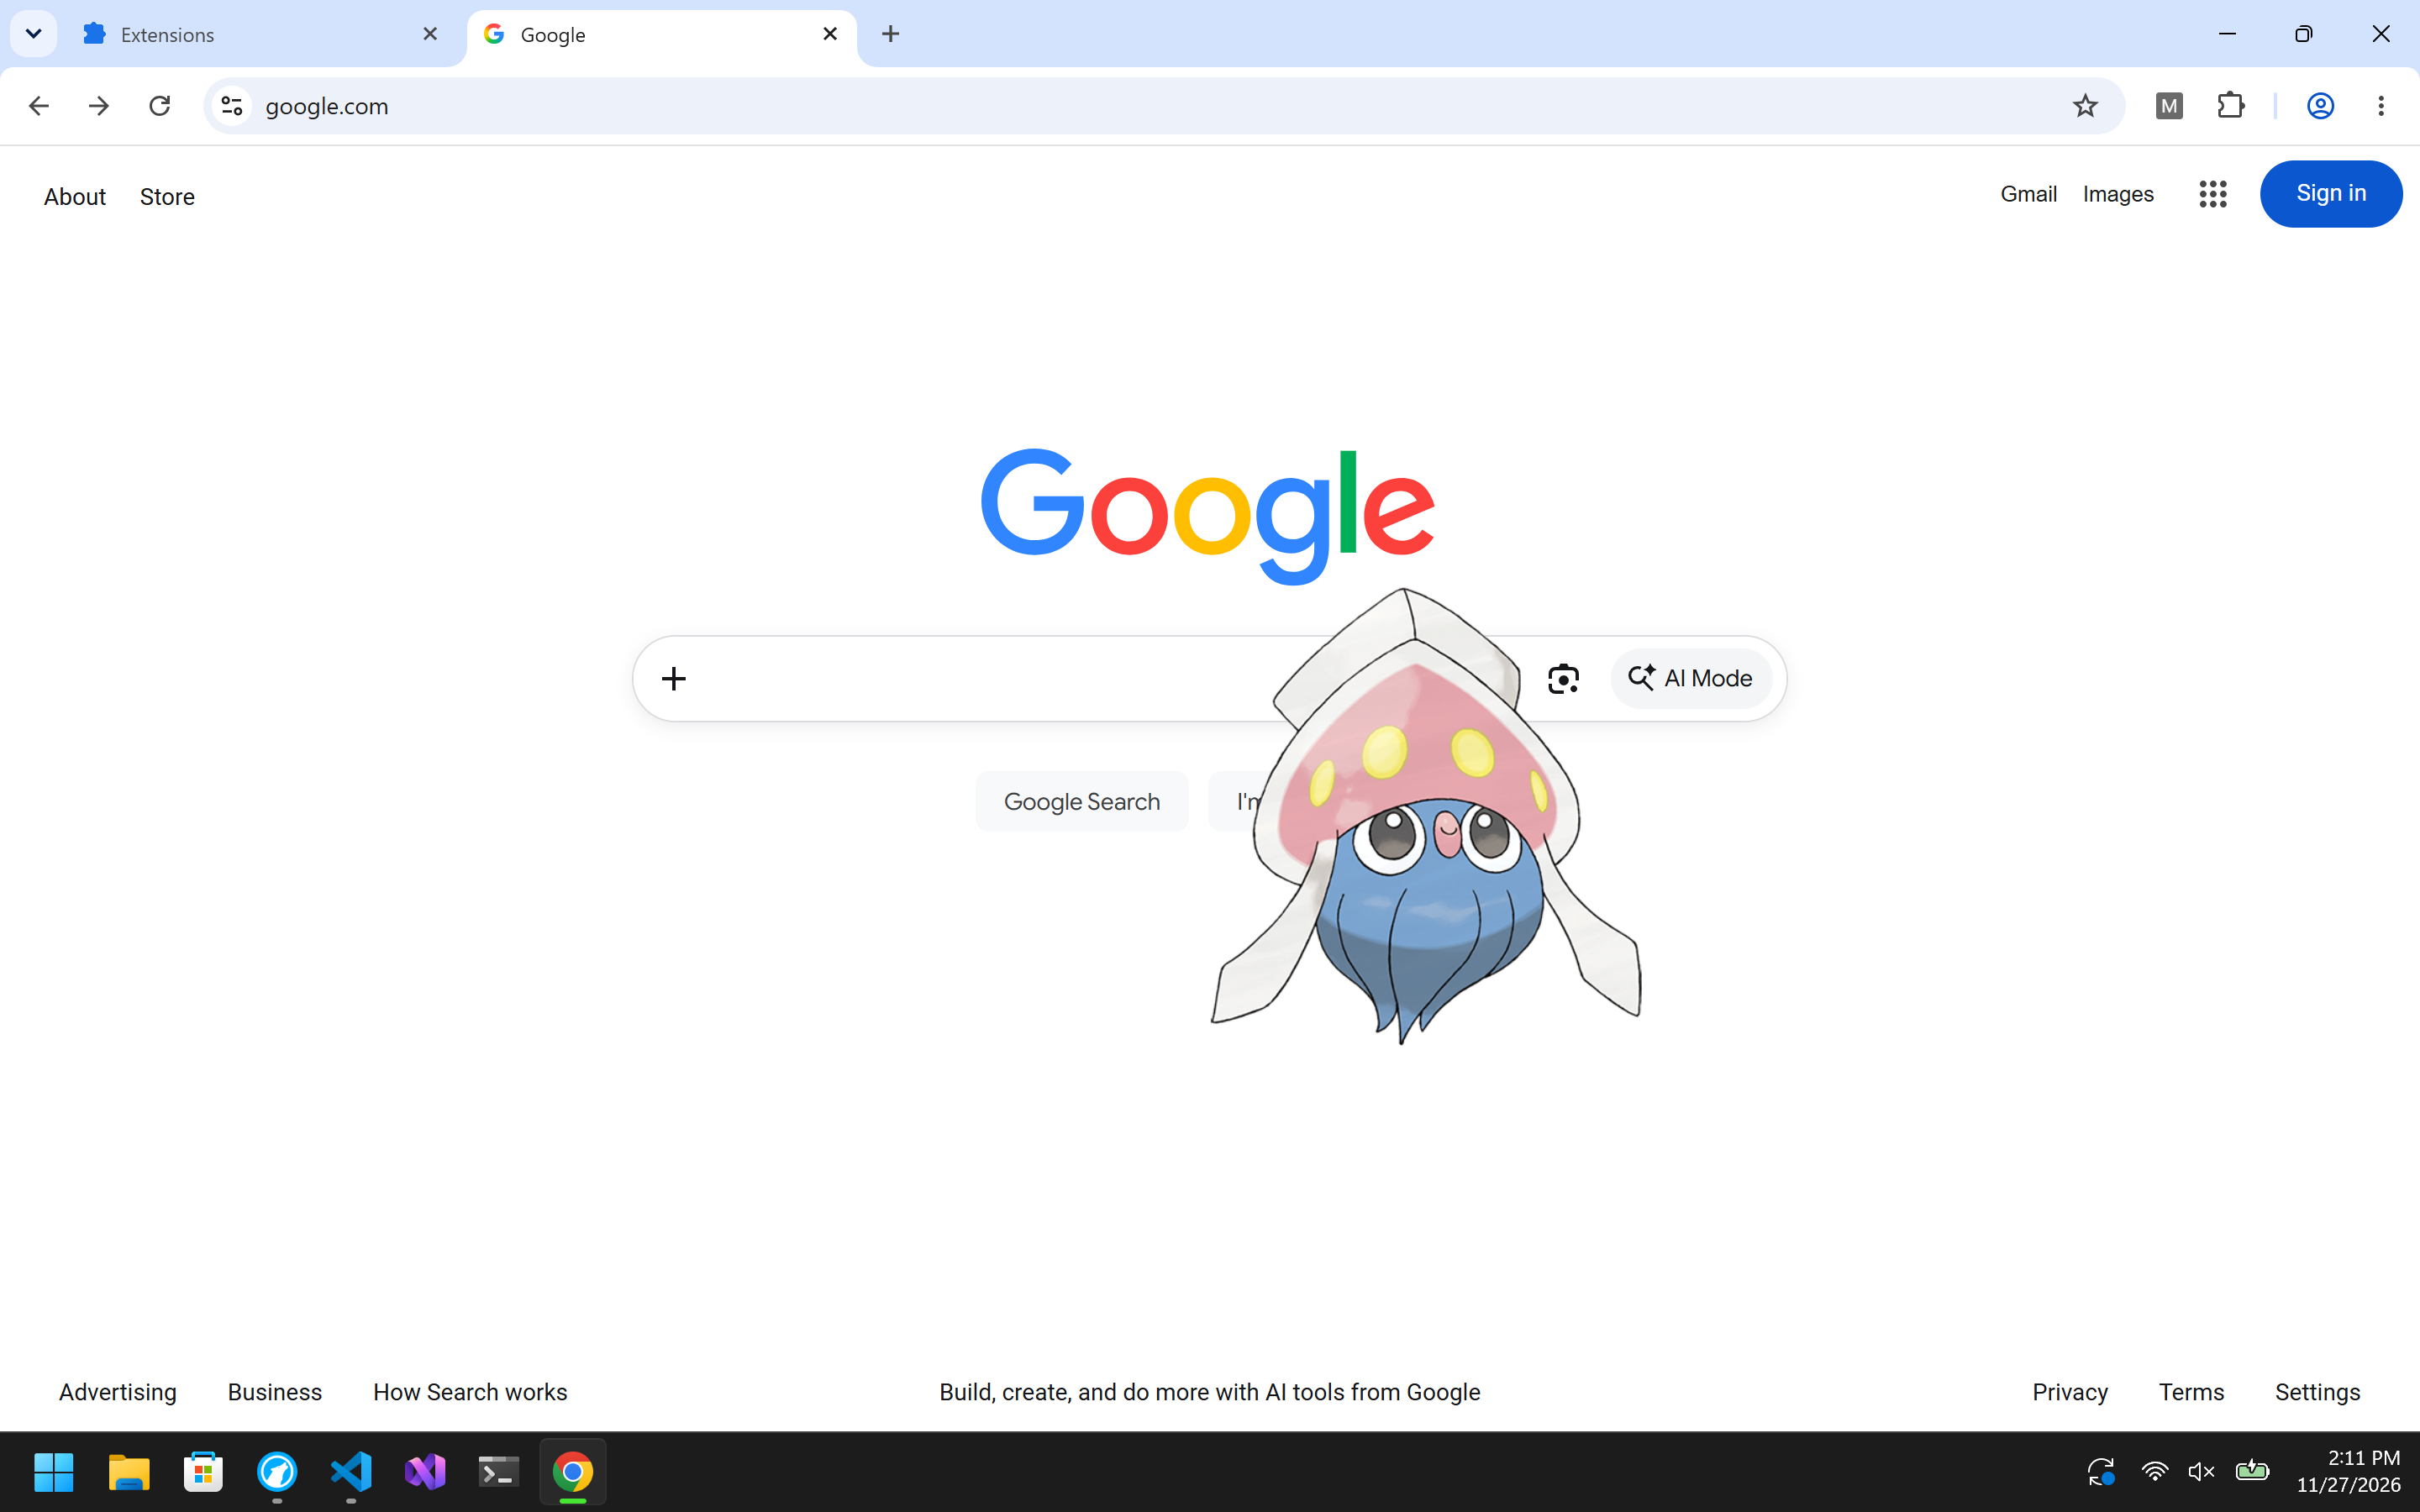 Extensions
Google
google.com
M
About Store
Gmail Images Sign in
Google
AI Mode
Google Search I'm
Advertising Business How Search works
Build, create, and do more with AI tools from Google
Privacy Terms Settings
2:11 PM
11/27/2026